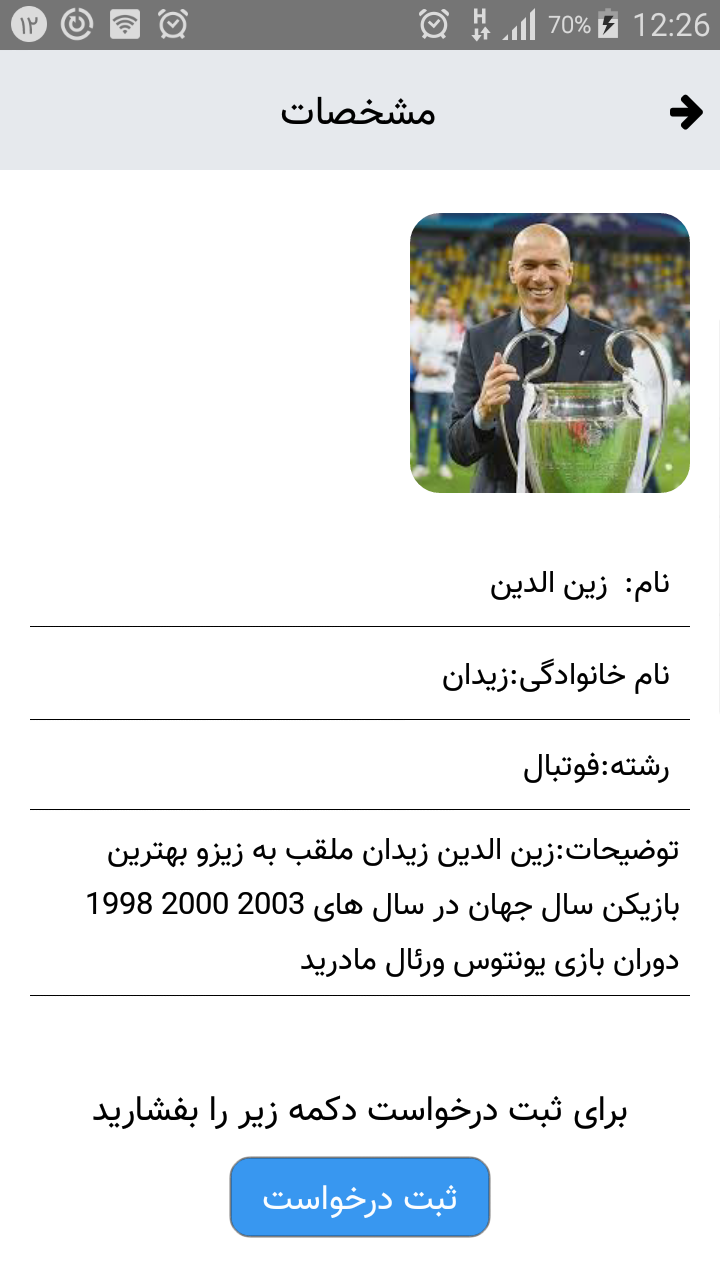 ۱۲ 70% 12:26
مشخصات
نام:  زین الدین
نام خانوادگی:زیدان
رشته:فوتبال
توضیحات:زین الدین زیدان ملقب به زیزو بهترین
بازیکن سال جهان در سال های 2003 2000 1998
دوران بازی یونتوس ورئال مادرید
برای ثبت درخواست دکمه زیر را بفشارید
ثبت درخواست